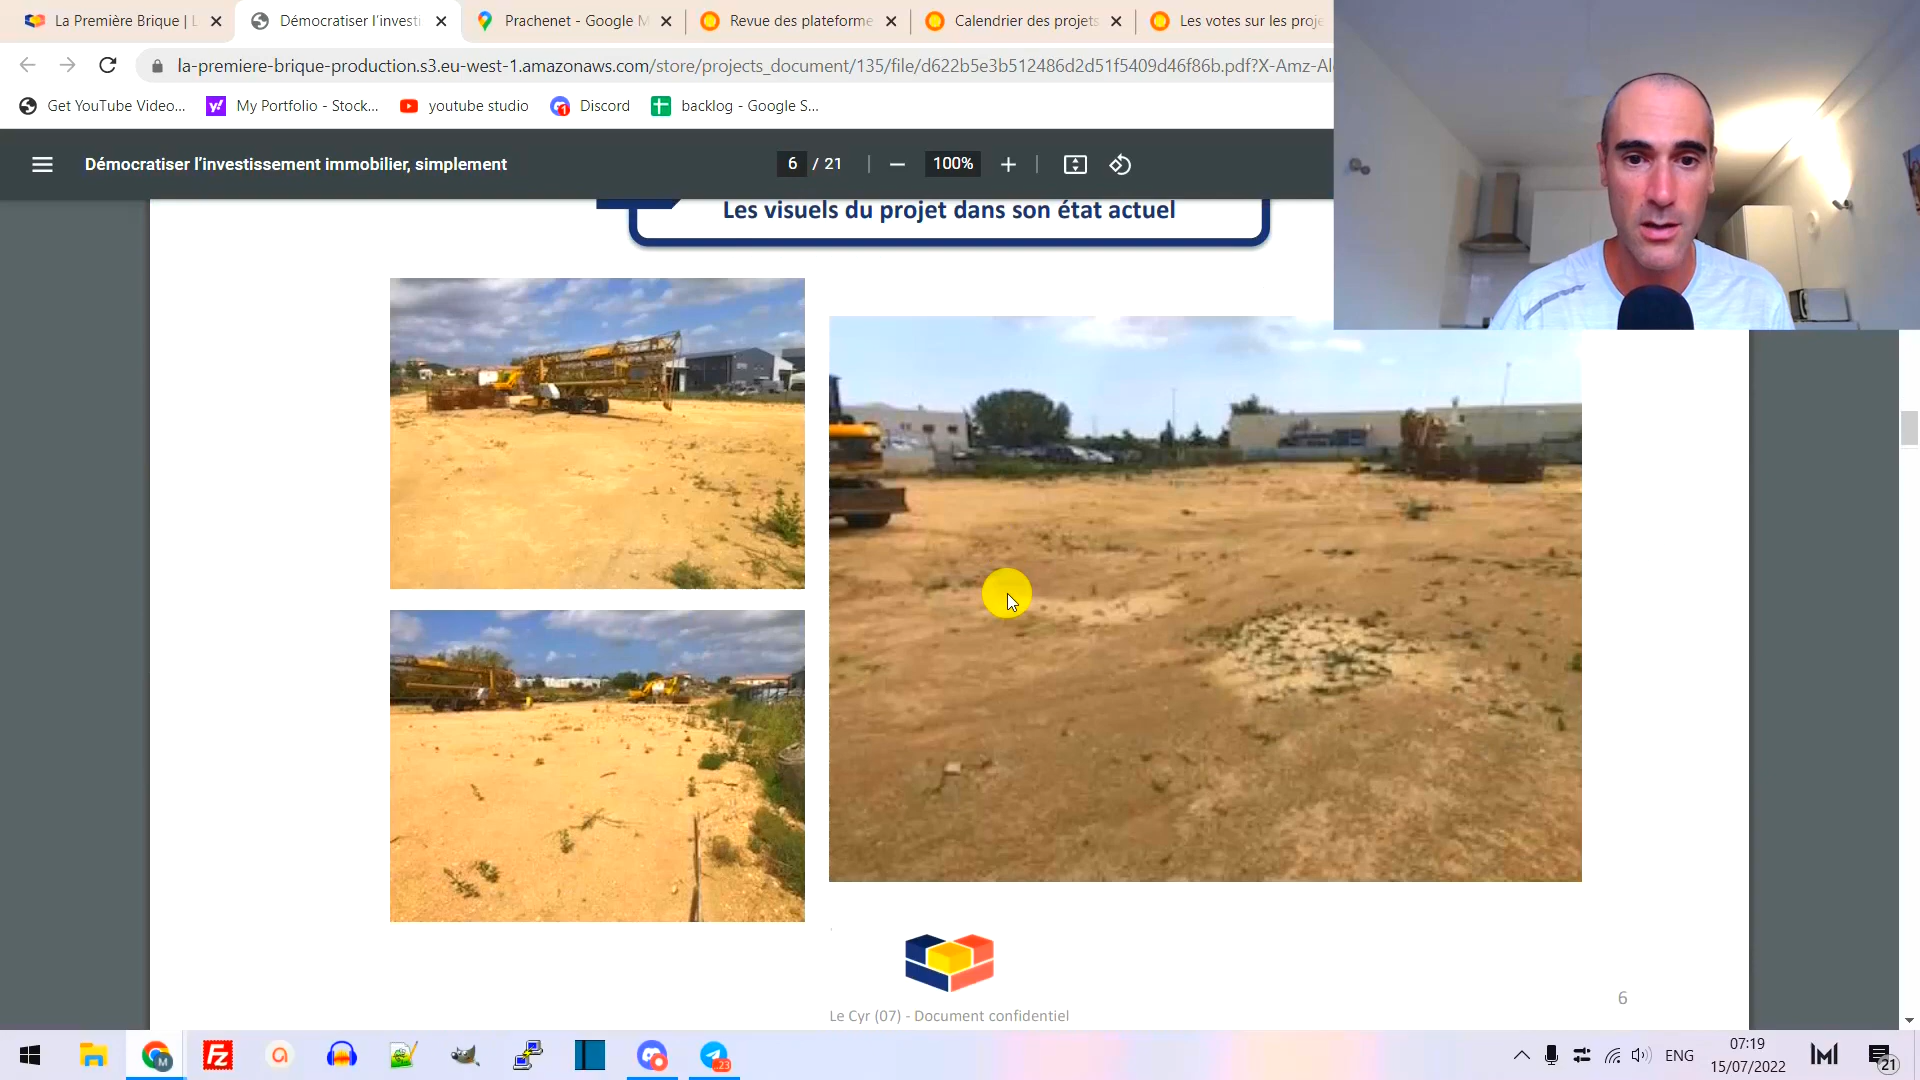 La Première Brique | L
Démocratiser l'investi
Prachenet - Google M
Revue des plateforme
Calendrier des projets
Les votes sur les proje
la-premiere-brique-production.s3.eu-west-1.amazonaws.com/store/projects_document/135/file/d622b5e3b512486d2d51f5409d46f86b.pdf?X-Amz-Al
Get YouTube Video...
My Portfolio - Stock...
youtube studio
Discord
backlog - Google S...
Démocratiser l'investissement immobilier, simplement
6 / 21
100%
Les visuels du projet dans son état actuel
Le Cyr (07) - Document confidentiel
6
23
ENG
07:19
15/07/2022
21